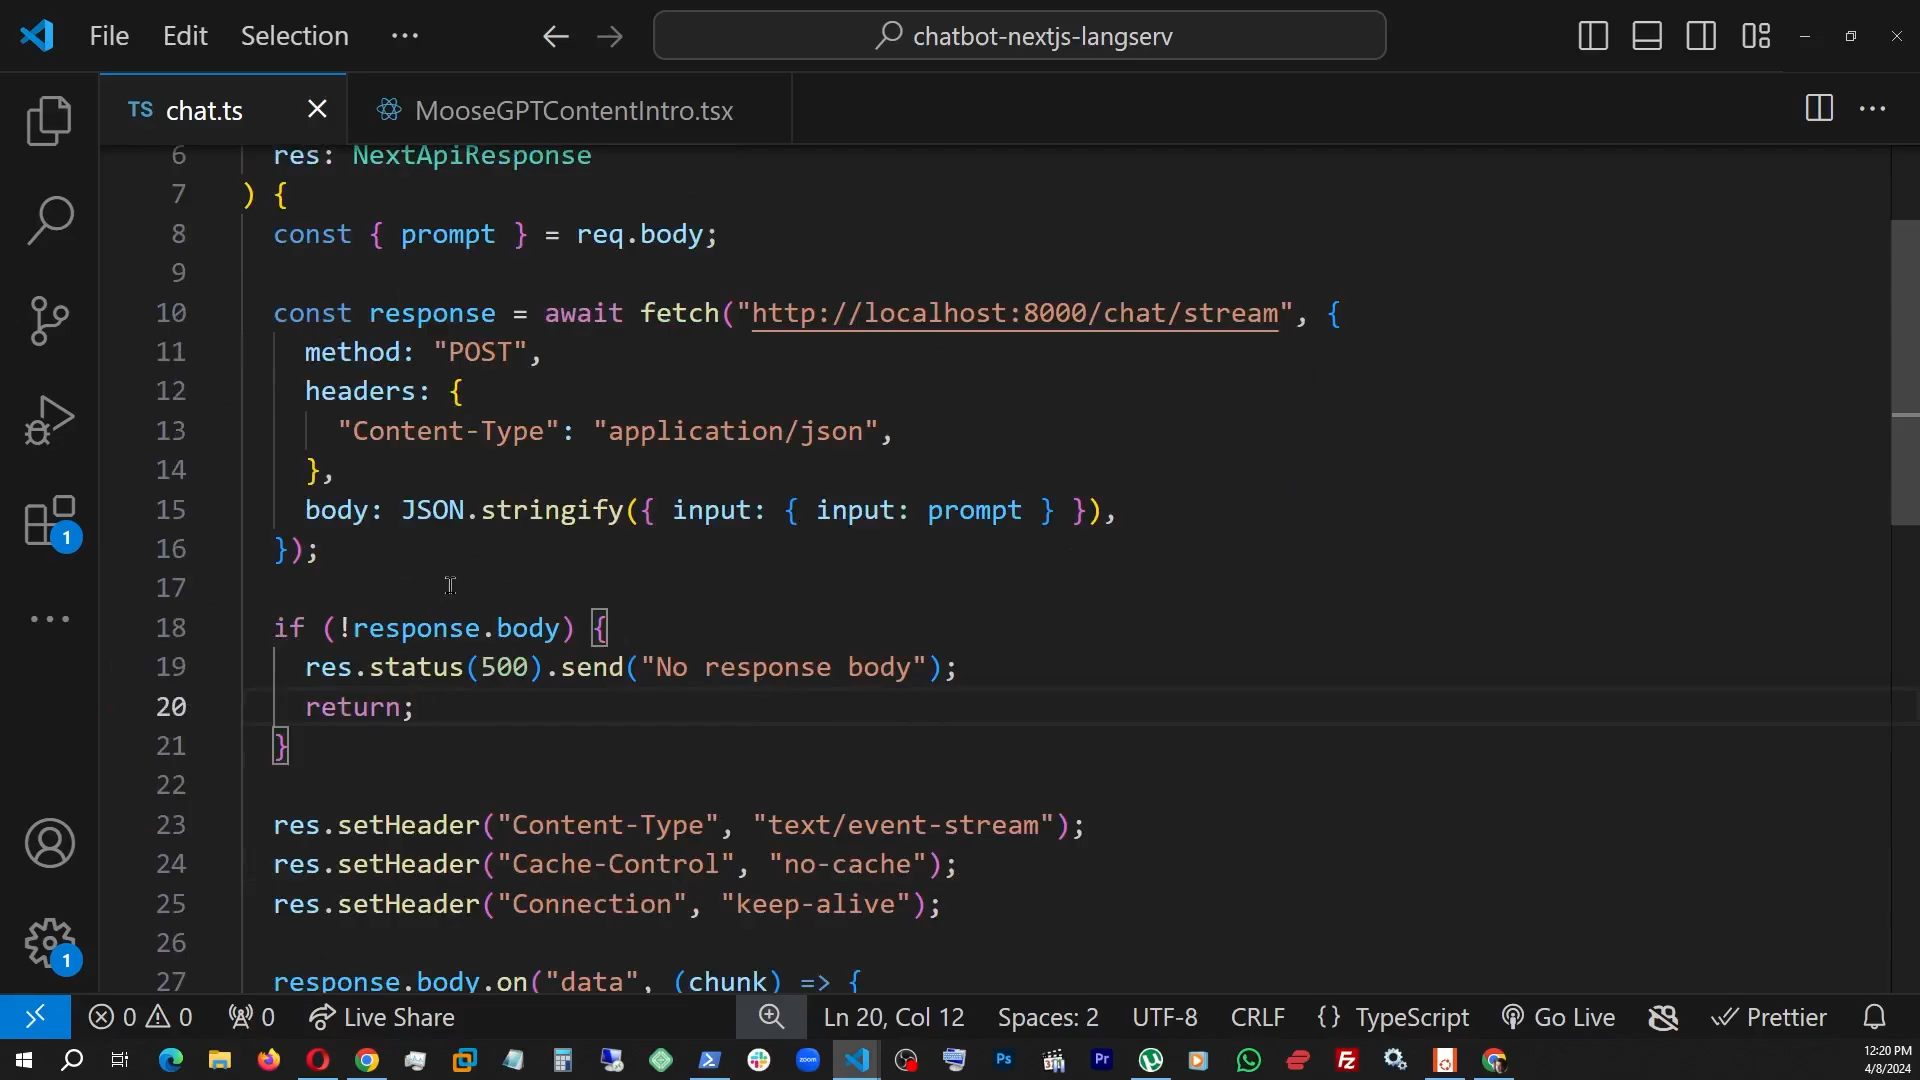 File Edit Selection ··· chatbot-nextjs-langserv
TS chat.ts MooseGPTContentIntro.tsx
6 res: NextApiResponse
7 ) {
8 const { prompt } = req.body;
9
10 const response = await fetch("http://localhost:8000/chat/stream", {
11 method: "POST",
12 headers: {
13 "Content-Type": "application/json",
14 },
15 body: JSON.stringify({ input: { input: prompt } }),
16 });
17
18 if (!response.body) {
19 res.status(500).send("No response body");
20 return;
21 }
22
23 res.setHeader("Content-Type", "text/event-stream");
24 res.setHeader("Cache-Control", "no-cache");
25 res.setHeader("Connection", "keep-alive");
26
27 response.body.on("data", (chunk) => {
1
1
0 0 0 Live Share Ln 20, Col 12 Spaces: 2 UTF-8 CRLF {} TypeScript Go Live Prettier
Ps Pr Fz
12:20 PM
4/8/2024